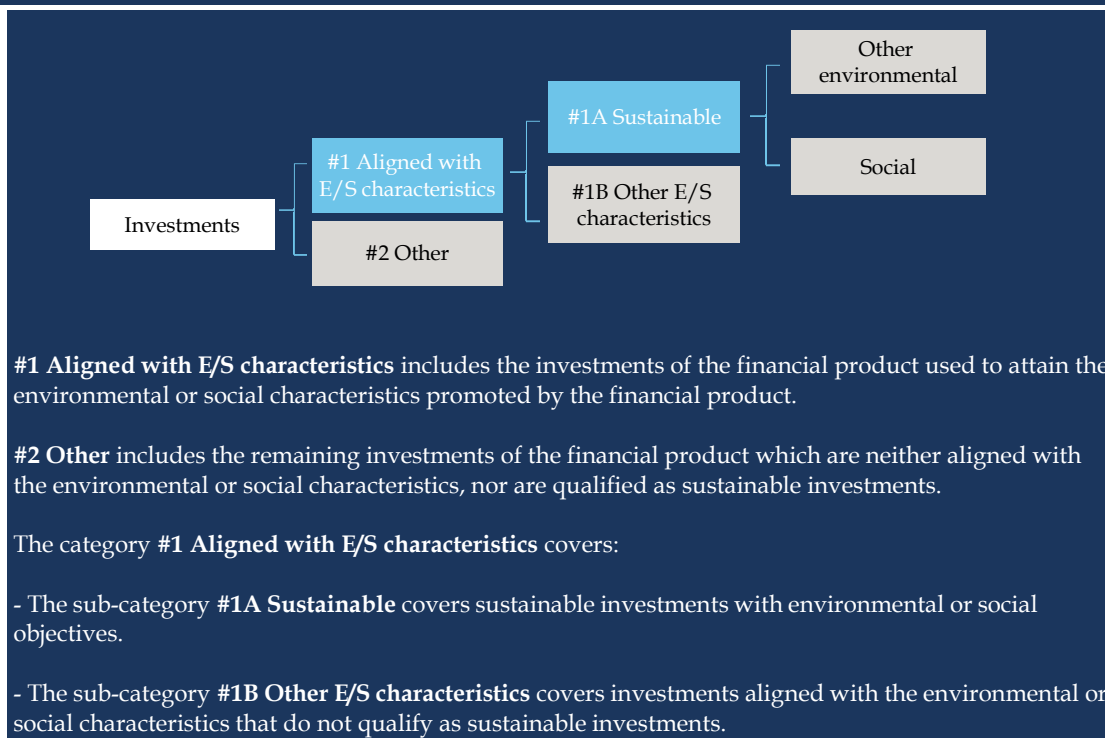 Other
environmental
#1A Sustainable
Social
#1 Aligned with
E/S characteristics
#1B Other E/S
characteristics
Investments
#2 Other
#1 Aligned with E/S characteristics includes the investments of the financial product used to attain the
environmental or social characteristics promoted by the financial product.
#2 Other includes the remaining investments of the financial product which are neither aligned with
the environmental or social characteristics, nor are qualified as sustainable investments.
The category #1 Aligned with E/S characteristics covers:
- The sub-category #1A Sustainable covers sustainable investments with environmental or social
objectives.
- The sub-category #1B Other E/S characteristics covers investments aligned with the environmental or
social characteristics that do not qualify as sustainable investments.